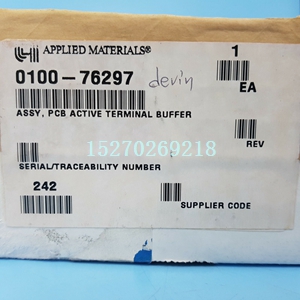 APPLIED MATERIALS® 1
0100-76297 devin EA
ASSY, PCB ACTIVE TERMINAL BUFFER
15270269218
REV
SERIAL/TRACEABILITY NUMBER
242
SUPPLIER CODE